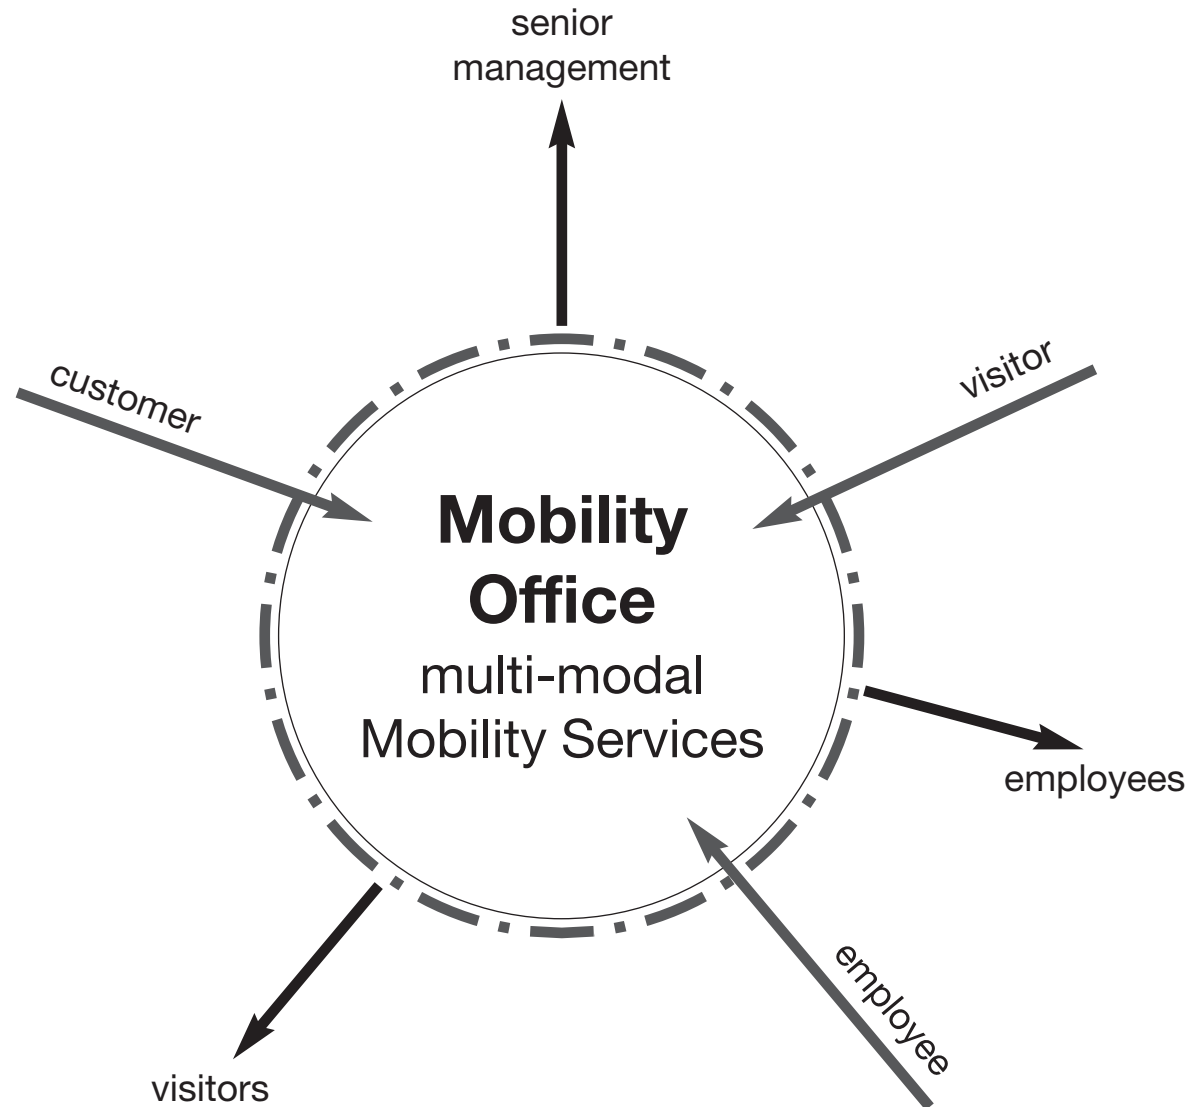 senior
management
customer
visitor
Mobility
Office
multi-modal
Mobility Services
employees
employee
visitors